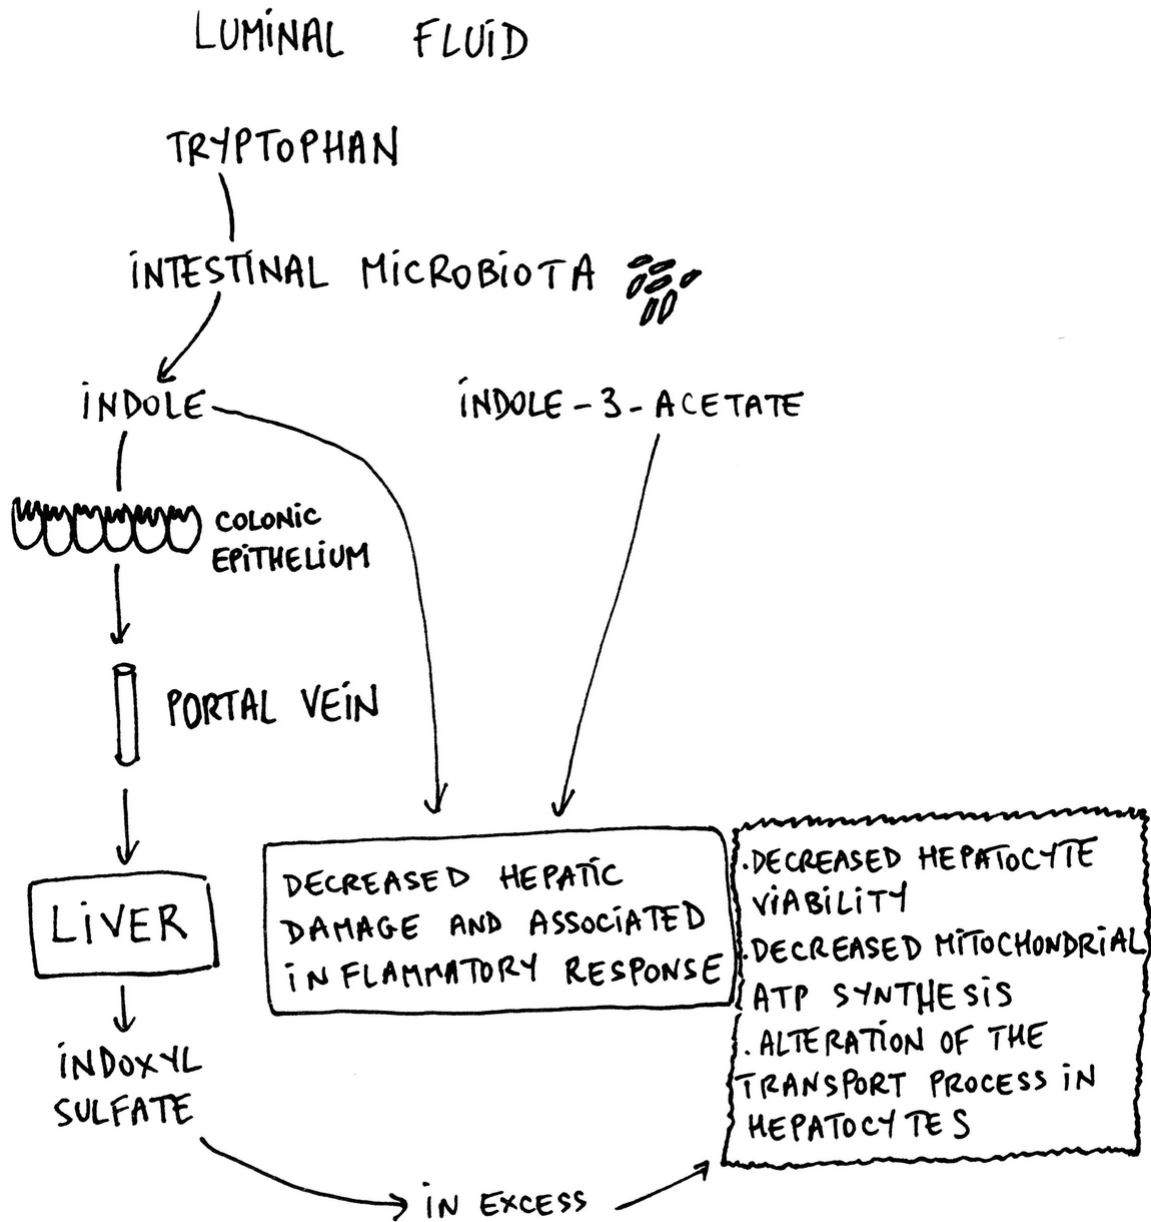 LUMINAL FLUID
TRYPTOPHAN
INTESTINAL MICROBIOTA
INDOLE
INDOLE-3-ACETATE
COLONIC
EPITHELIUM
PORTAL VEIN
LIVER
INDOXYL
SULFATE
DECREASED HEPATIC
DAMAGE AND ASSOCIATED
INFLAMMATORY RESPONSE
.DECREASED HEPATOCYTE
VIABILITY
.DECREASED MITOCHONDRIAL
ATP SYNTHESIS
. ALTERATION OF THE
TRANSPORT PROCESS IN
HEPATOCYTES
IN EXCESS